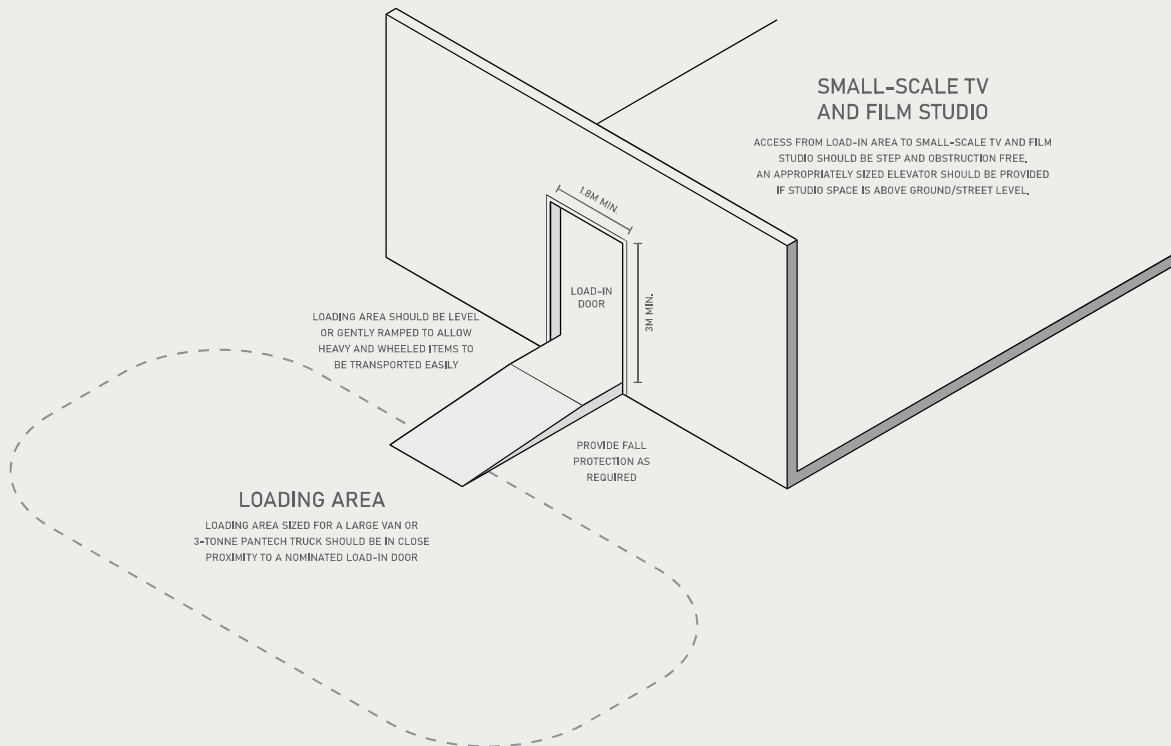 SMALL-SCALE TV
AND FILM STUDIO
ACCESS FROM LOAD-IN AREA TO SMALL-SCALE TV AND FILM
STUDIO SHOULD BE STEP AND OBSTRUCTION FREE.
AN APPROPRIATELY SIZED ELEVATOR SHOULD BE PROVIDED
IF STUDIO SPACE IS ABOVE GROUND/STREET LEVEL.
1.8M MIN.
LOAD-IN
DOOR
3M MIN.
LOADING AREA SHOULD BE LEVEL
OR GENTLY RAMPED TO ALLOW
HEAVY AND WHEELED ITEMS TO
BE TRANSPORTED EASILY
PROVIDE FALL
PROTECTION AS
REQUIRED
LOADING AREA
LOADING AREA SIZED FOR A LARGE VAN OR
3-TONNE PANTECH TRUCK SHOULD BE IN CLOSE
PROXIMITY TO A NOMINATED LOAD-IN DOOR